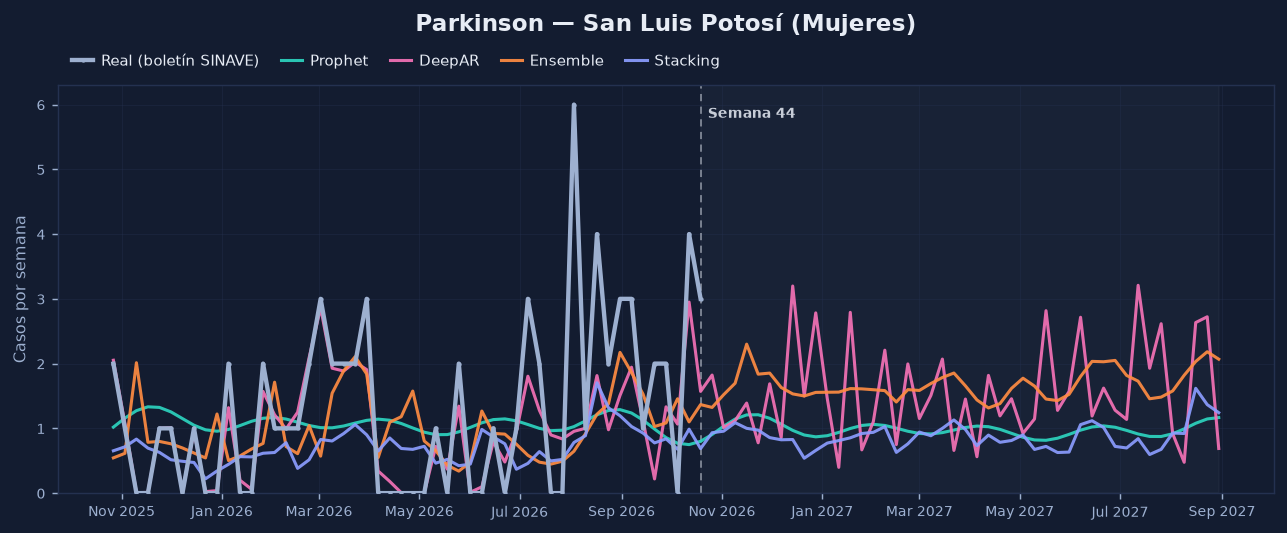 Parkinson — San Luis Potosí (Mujeres)
Real (boletín SINAVE) Prophet DeepAR Ensemble Stacking
Semana 44
Casos por semana
6
5
4
3
2
1
0
Nov 2025 Jan 2026 Mar 2026 May 2026 Jul 2026 Sep 2026 Nov 2026 Jan 2027 Mar 2027 May 2027 Jul 2027 Sep 2027